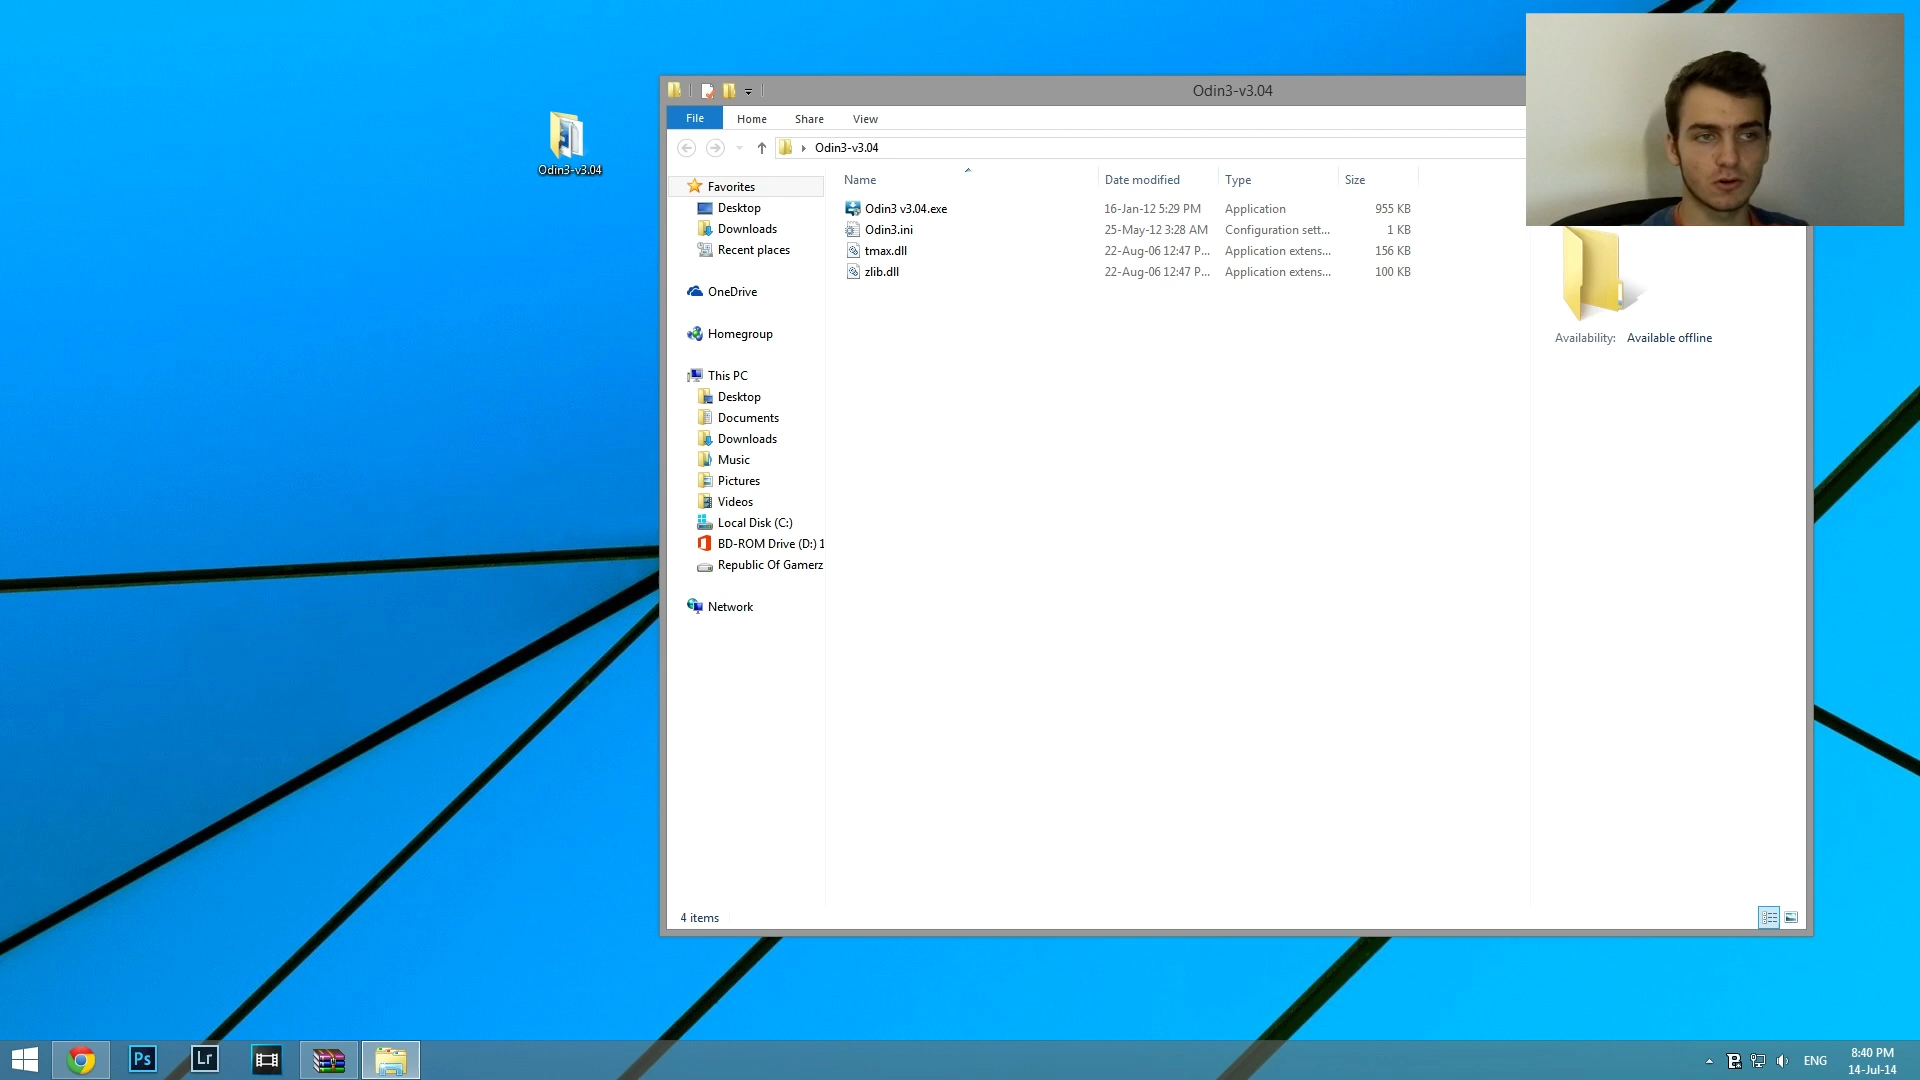 Odin3-v3.04
Odin3-v3.04
File Home Share View
Odin3-v3.04
Name Date modified Type Size
Odin3 v3.04.exe 16-Jan-12 5:29 PM Application 955 KB
Odin3.ini 25-May-12 3:28 AM Configuration sett... 1 KB
tmax.dll 22-Aug-06 12:47 P... Application extens... 156 KB
zlib.dll 22-Aug-06 12:47 P... Application extens... 100 KB
Favorites
Desktop
Downloads
Recent places
OneDrive
Homegroup
This PC
Desktop
Documents
Downloads
Music
Pictures
Videos
Local Disk (C:)
BD-ROM Drive (D:) 1
Republic Of Gamerz
Network
Availability: Available offline
4 items
Ps
Lr
ENG
8:40 PM
14-Jul-14